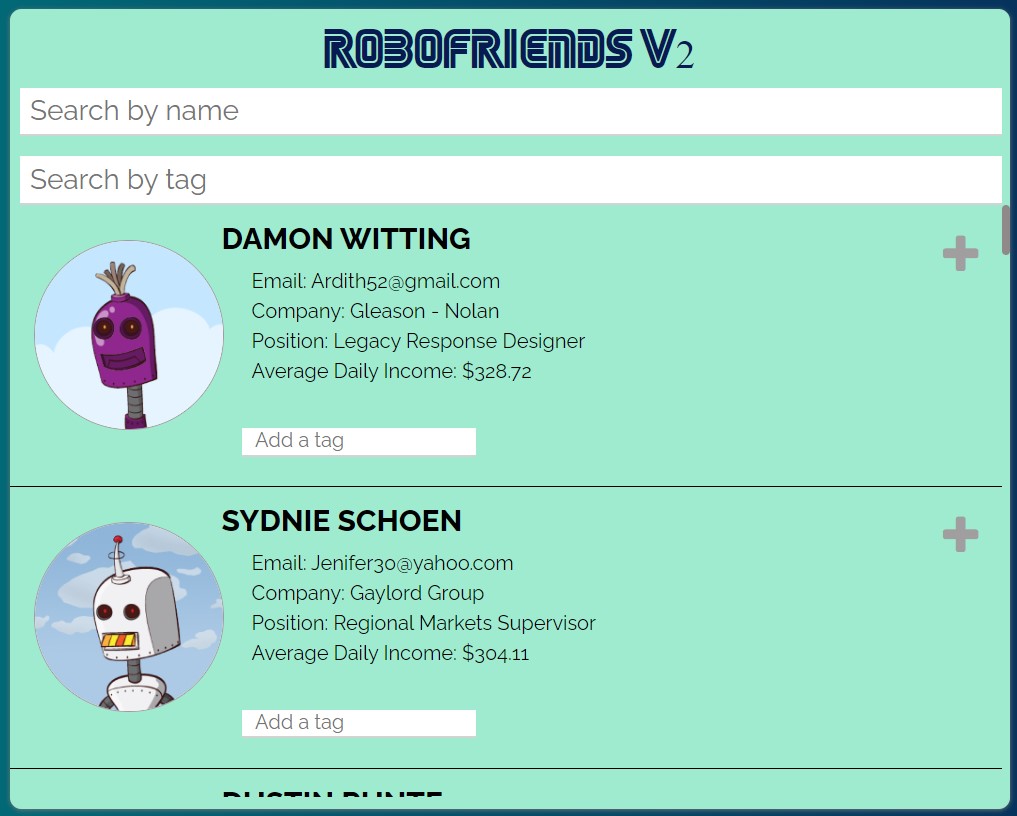 ROBOFRIENDS V2
Search by name
Search by tag
DAMON WITTING
Email: Ardith52@gmail.com
Company: Gleason - Nolan
Position: Legacy Response Designer
Average Daily Income: $328.72
Add a tag
SYDNIE SCHOEN
Email: Jenifer30@yahoo.com
Company: Gaylord Group
Position: Regional Markets Supervisor
Average Daily Income: $304.11
Add a tag